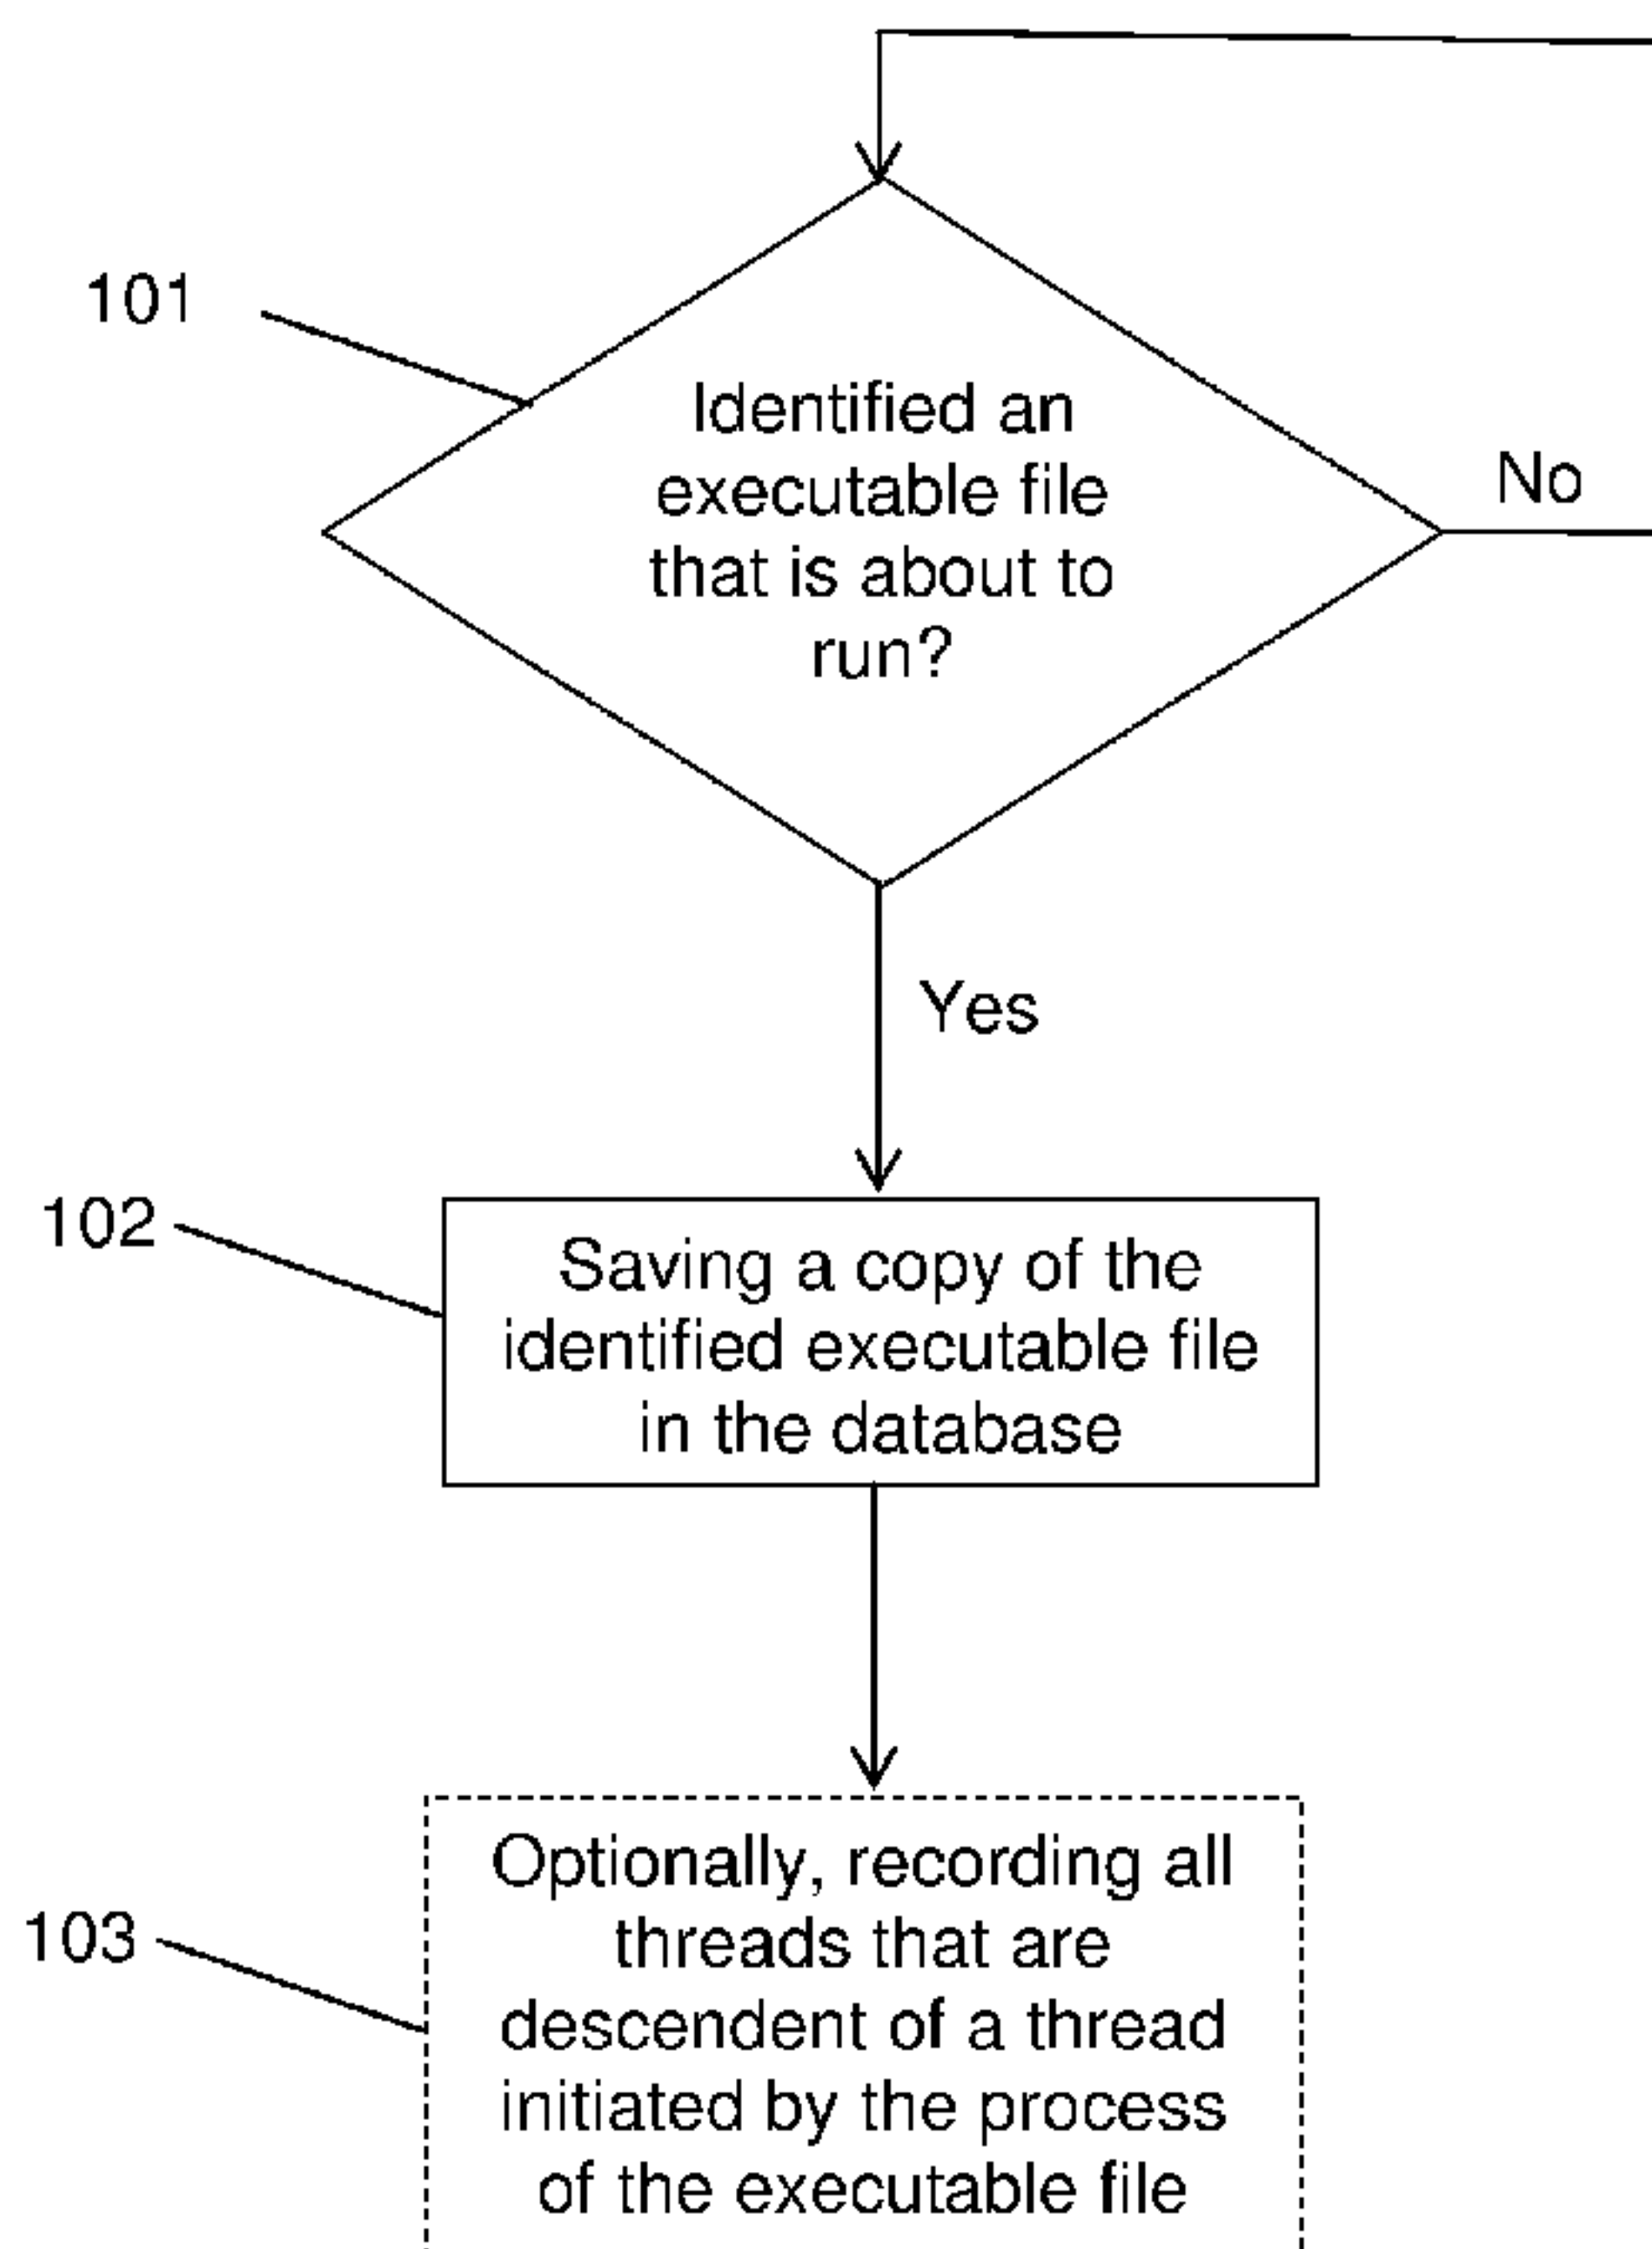 101
Identified an
executable file
that is about to
run?
No
Yes
102
Saving a copy of the
identified executable file
in the database
103
Optionally, recording all
threads that are
descendent of a thread
initiated by the process
of the executable file